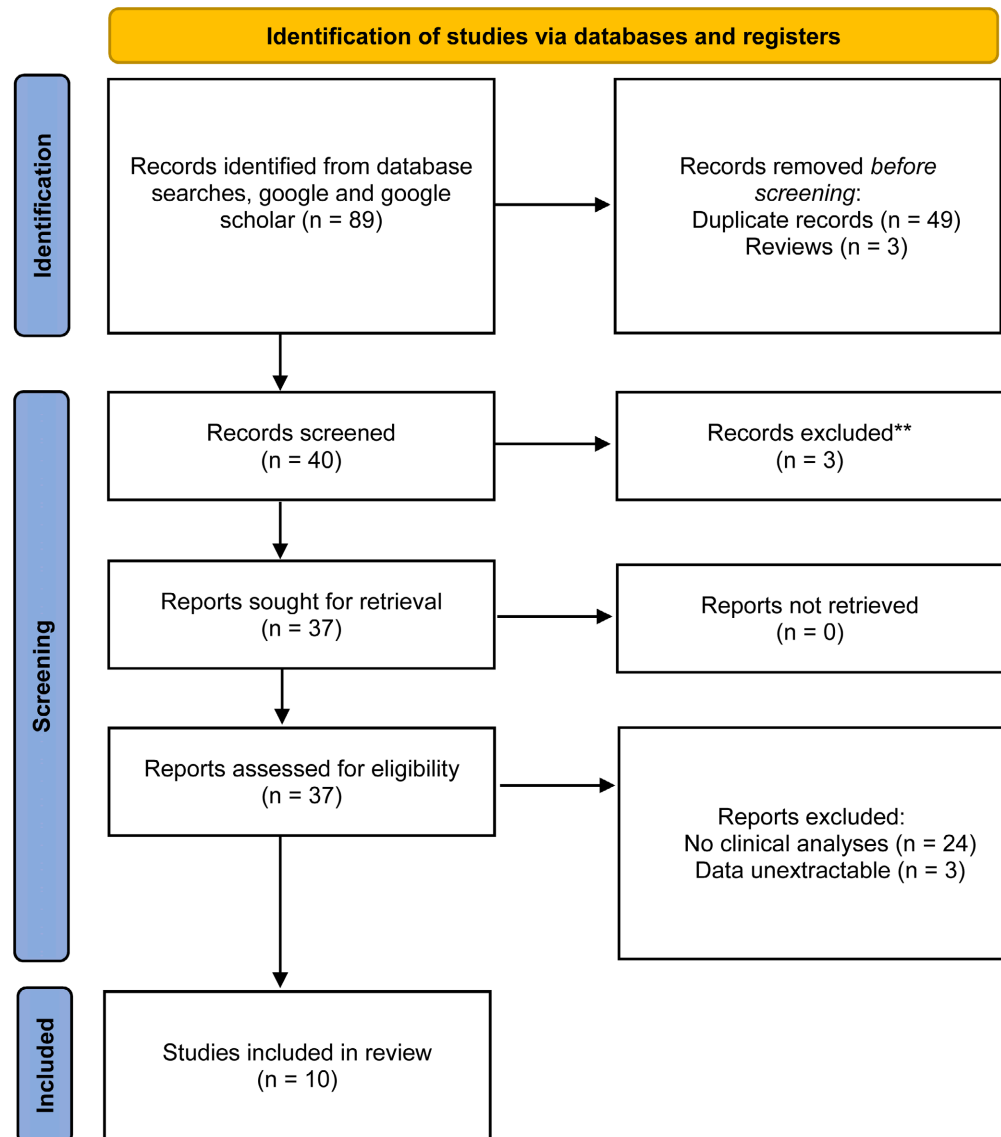 Identification of studies via databases and registers
Identification
Records identified from database
searches, google and google
scholar (n = 89)
Records removed before
screening:
Duplicate records (n = 49)
Reviews (n = 3)
Screening
Records screened
(n = 40)
Records excluded**
(n = 3)
Reports sought for retrieval
(n = 37)
Reports not retrieved
(n = 0)
Reports assessed for eligibility
(n = 37)
Reports excluded:
No clinical analyses (n = 24)
Data unextractable (n = 3)
Included
Studies included in review
(n = 10)